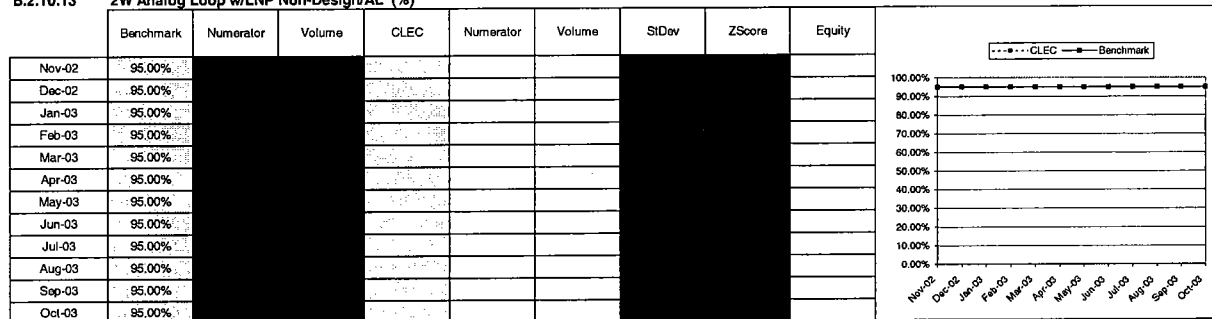 B.2.10.13 2W Analog Loop w/LNP Non-Design/AL (%)
Benchmark Numerator Volume CLEC Numerator Volume StDev ZScore Equity
Nov-02 95.00%
Dec-02 95.00%
Jan-03 95.00%
Feb-03 95.00%
Mar-03 95.00%
Apr-03 95.00%
May-03 95.00%
Jun-03 95.00%
Jul-03 95.00%
Aug-03 95.00%
Sep-03 95.00%
Oct-03 95.00%
CLEC Benchmark
100.00%
90.00%
80.00%
70.00%
60.00%
50.00%
40.00%
30.00%
20.00%
10.00%
0.00%
Nov-02 Dec-02 Jan-03 Feb-03 Mar-03 Apr-03 May-03 Jun-03 Jul-03 Aug-03 Sep-03 Oct-03